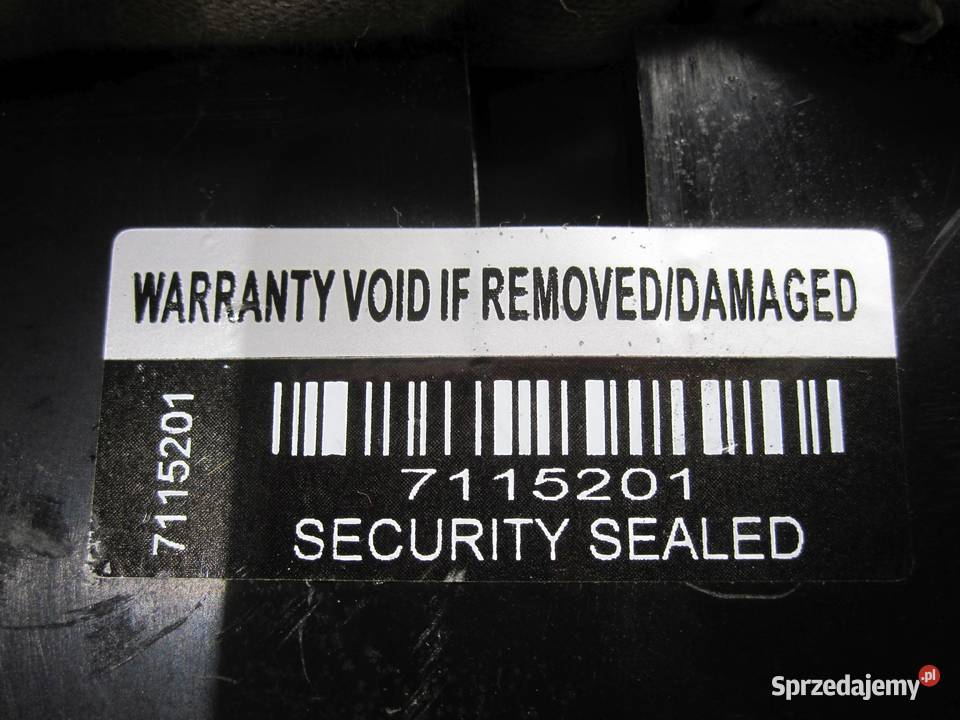 WARRANTY VOID IF REMOVED/DAMAGED
7115201
7115201
SECURITY SEALED
Sprzedajemy.pl